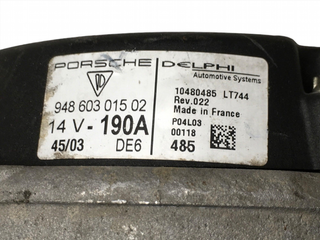 PORSCHE
948 603 015 02
14 V - 190A
45/03 DE6
DELPHI
Automotive Systems
10480485 LT744
Rev.022
Made in France
P04L03
00118
485